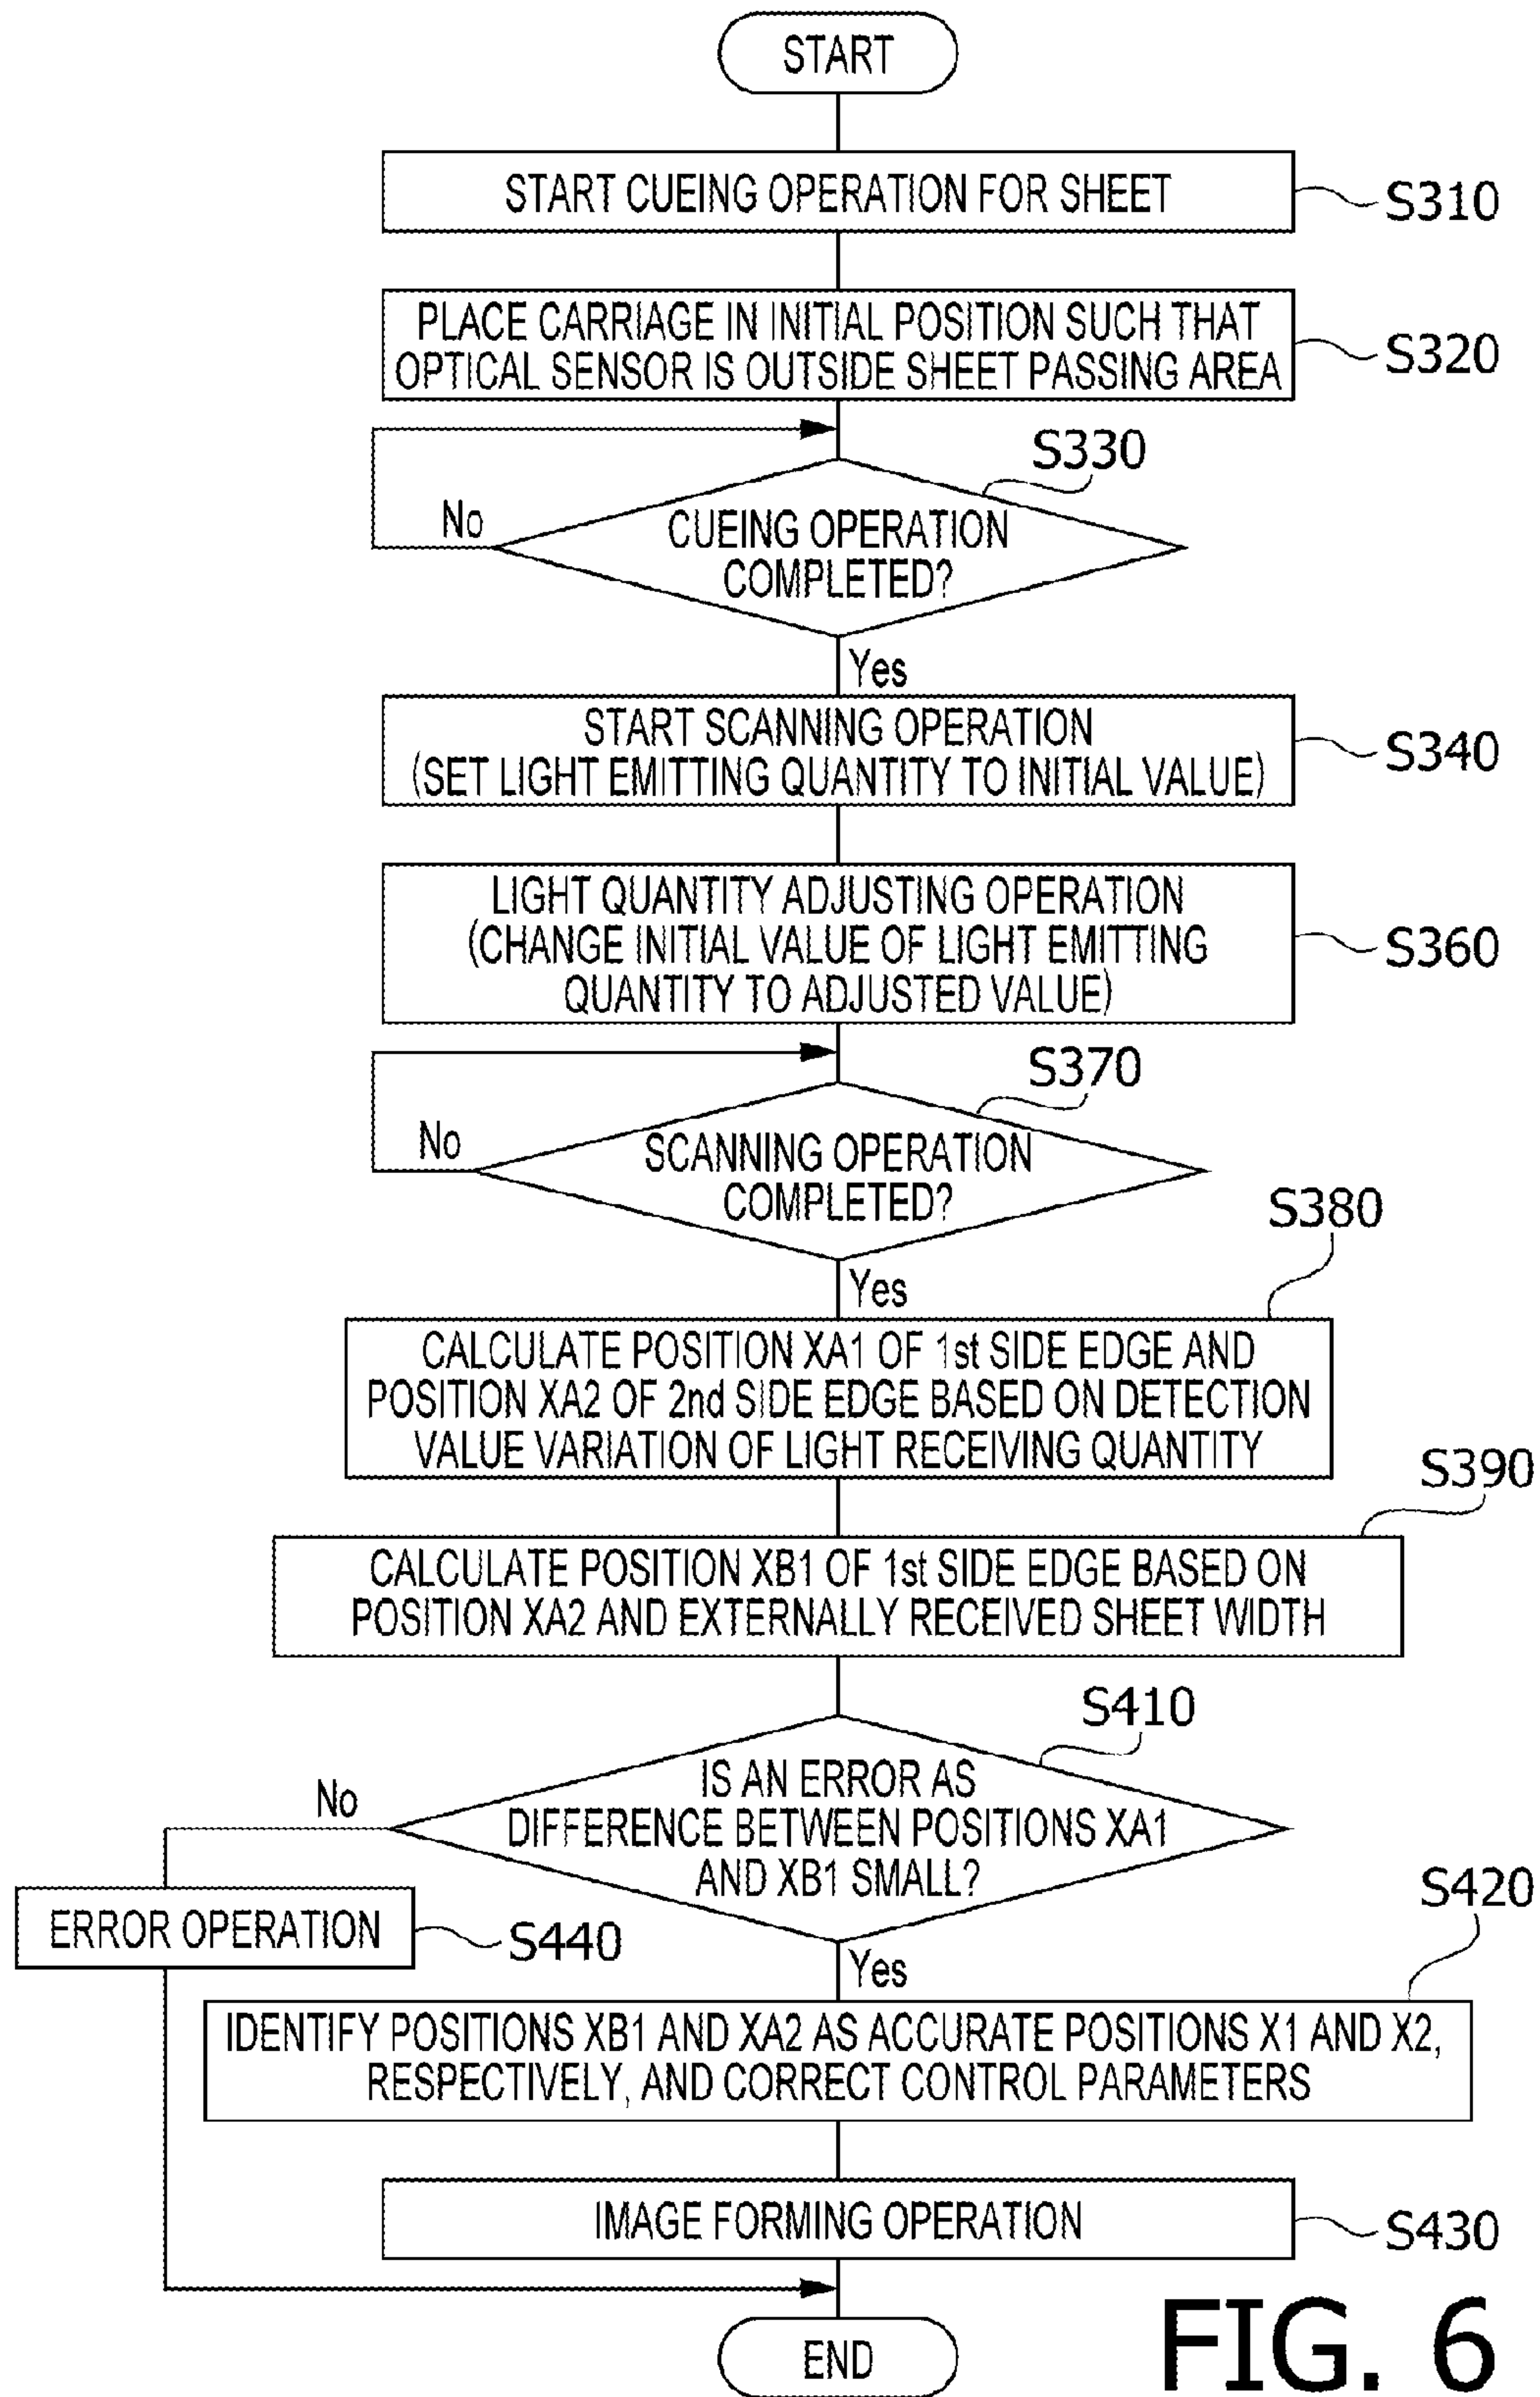 START
START CUEING OPERATION FOR SHEET
S310
PLACE CARRIAGE IN INITIAL POSITION SUCH THAT
OPTICAL SENSOR IS OUTSIDE SHEET PASSING AREA
S320
S330
No
CUEING OPERATION
COMPLETED?
Yes
START SCANNING OPERATION
(SET LIGHT EMITTING QUANTITY TO INITIAL VALUE)
S340
LIGHT QUANTITY ADJUSTING OPERATION
(CHANGE INITIAL VALUE OF LIGHT EMITTING
QUANTITY TO ADJUSTED VALUE)
S360
S370
No
SCANNING OPERATION
COMPLETED?
S380
Yes
CALCULATE POSITION XA1 OF 1st SIDE EDGE AND
POSITION XA2 OF 2nd SIDE EDGE BASED ON DETECTION
VALUE VARIATION OF LIGHT RECEIVING QUANTITY
S390
CALCULATE POSITION XB1 OF 1st SIDE EDGE BASED ON
POSITION XA2 AND EXTERNALLY RECEIVED SHEET WIDTH
S410
No
IS AN ERROR AS
DIFFERENCE BETWEEN POSITIONS XA1
AND XB1 SMALL?
S420
ERROR OPERATION
S440
Yes
IDENTIFY POSITIONS XB1 AND XA2 AS ACCURATE POSITIONS X1 AND X2,
RESPECTIVELY, AND CORRECT CONTROL PARAMETERS
IMAGE FORMING OPERATION
S430
END
FIG. 6